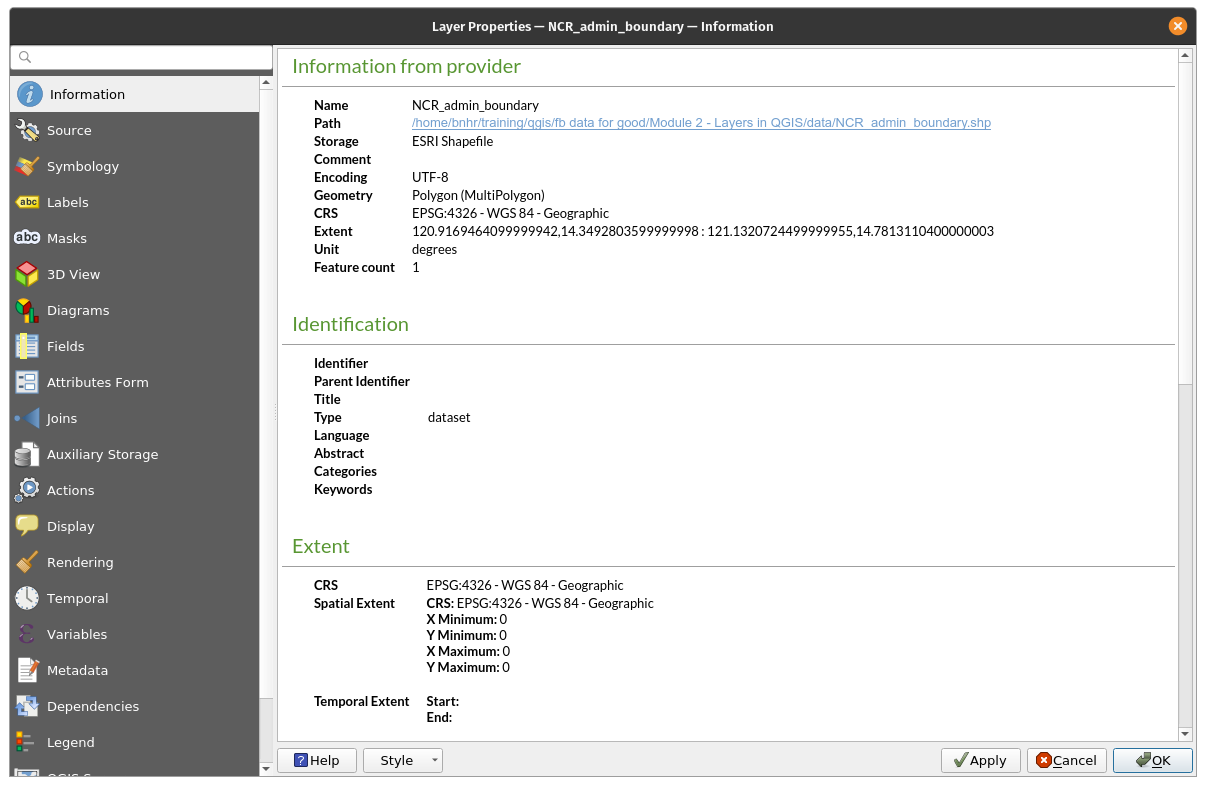 Layer Properties — NCR_admin_boundary — Information
Information
Source
Symbology
abc Labels
abc Masks
3D View
Diagrams
Fields
Attributes Form
Joins
Auxiliary Storage
Actions
Display
Rendering
Temporal
Variables
Metadata
Dependencies
Legend
Information from provider
Name NCR_admin_boundary
Path /home/bnhr/training/qgis/fb data for good/Module 2 - Layers in QGIS/data/NCR_admin_boundary.shp
Storage ESRI Shapefile
Comment
Encoding UTF-8
Geometry Polygon (MultiPolygon)
CRS EPSG:4326 - WGS 84 - Geographic
Extent 120.9169464099999942,14.3492803599999998 : 121.1320724499999955,14.7813110400000003
Unit degrees
Feature count 1
Identification
Identifier
Parent Identifier
Title
Type dataset
Language
Abstract
Categories
Keywords
Extent
CRS EPSG:4326 - WGS 84 - Geographic
Spatial Extent CRS: EPSG:4326 - WGS 84 - Geographic
X Minimum: 0
Y Minimum: 0
X Maximum: 0
Y Maximum: 0
Temporal Extent Start:
End:
Help Style Apply Cancel OK